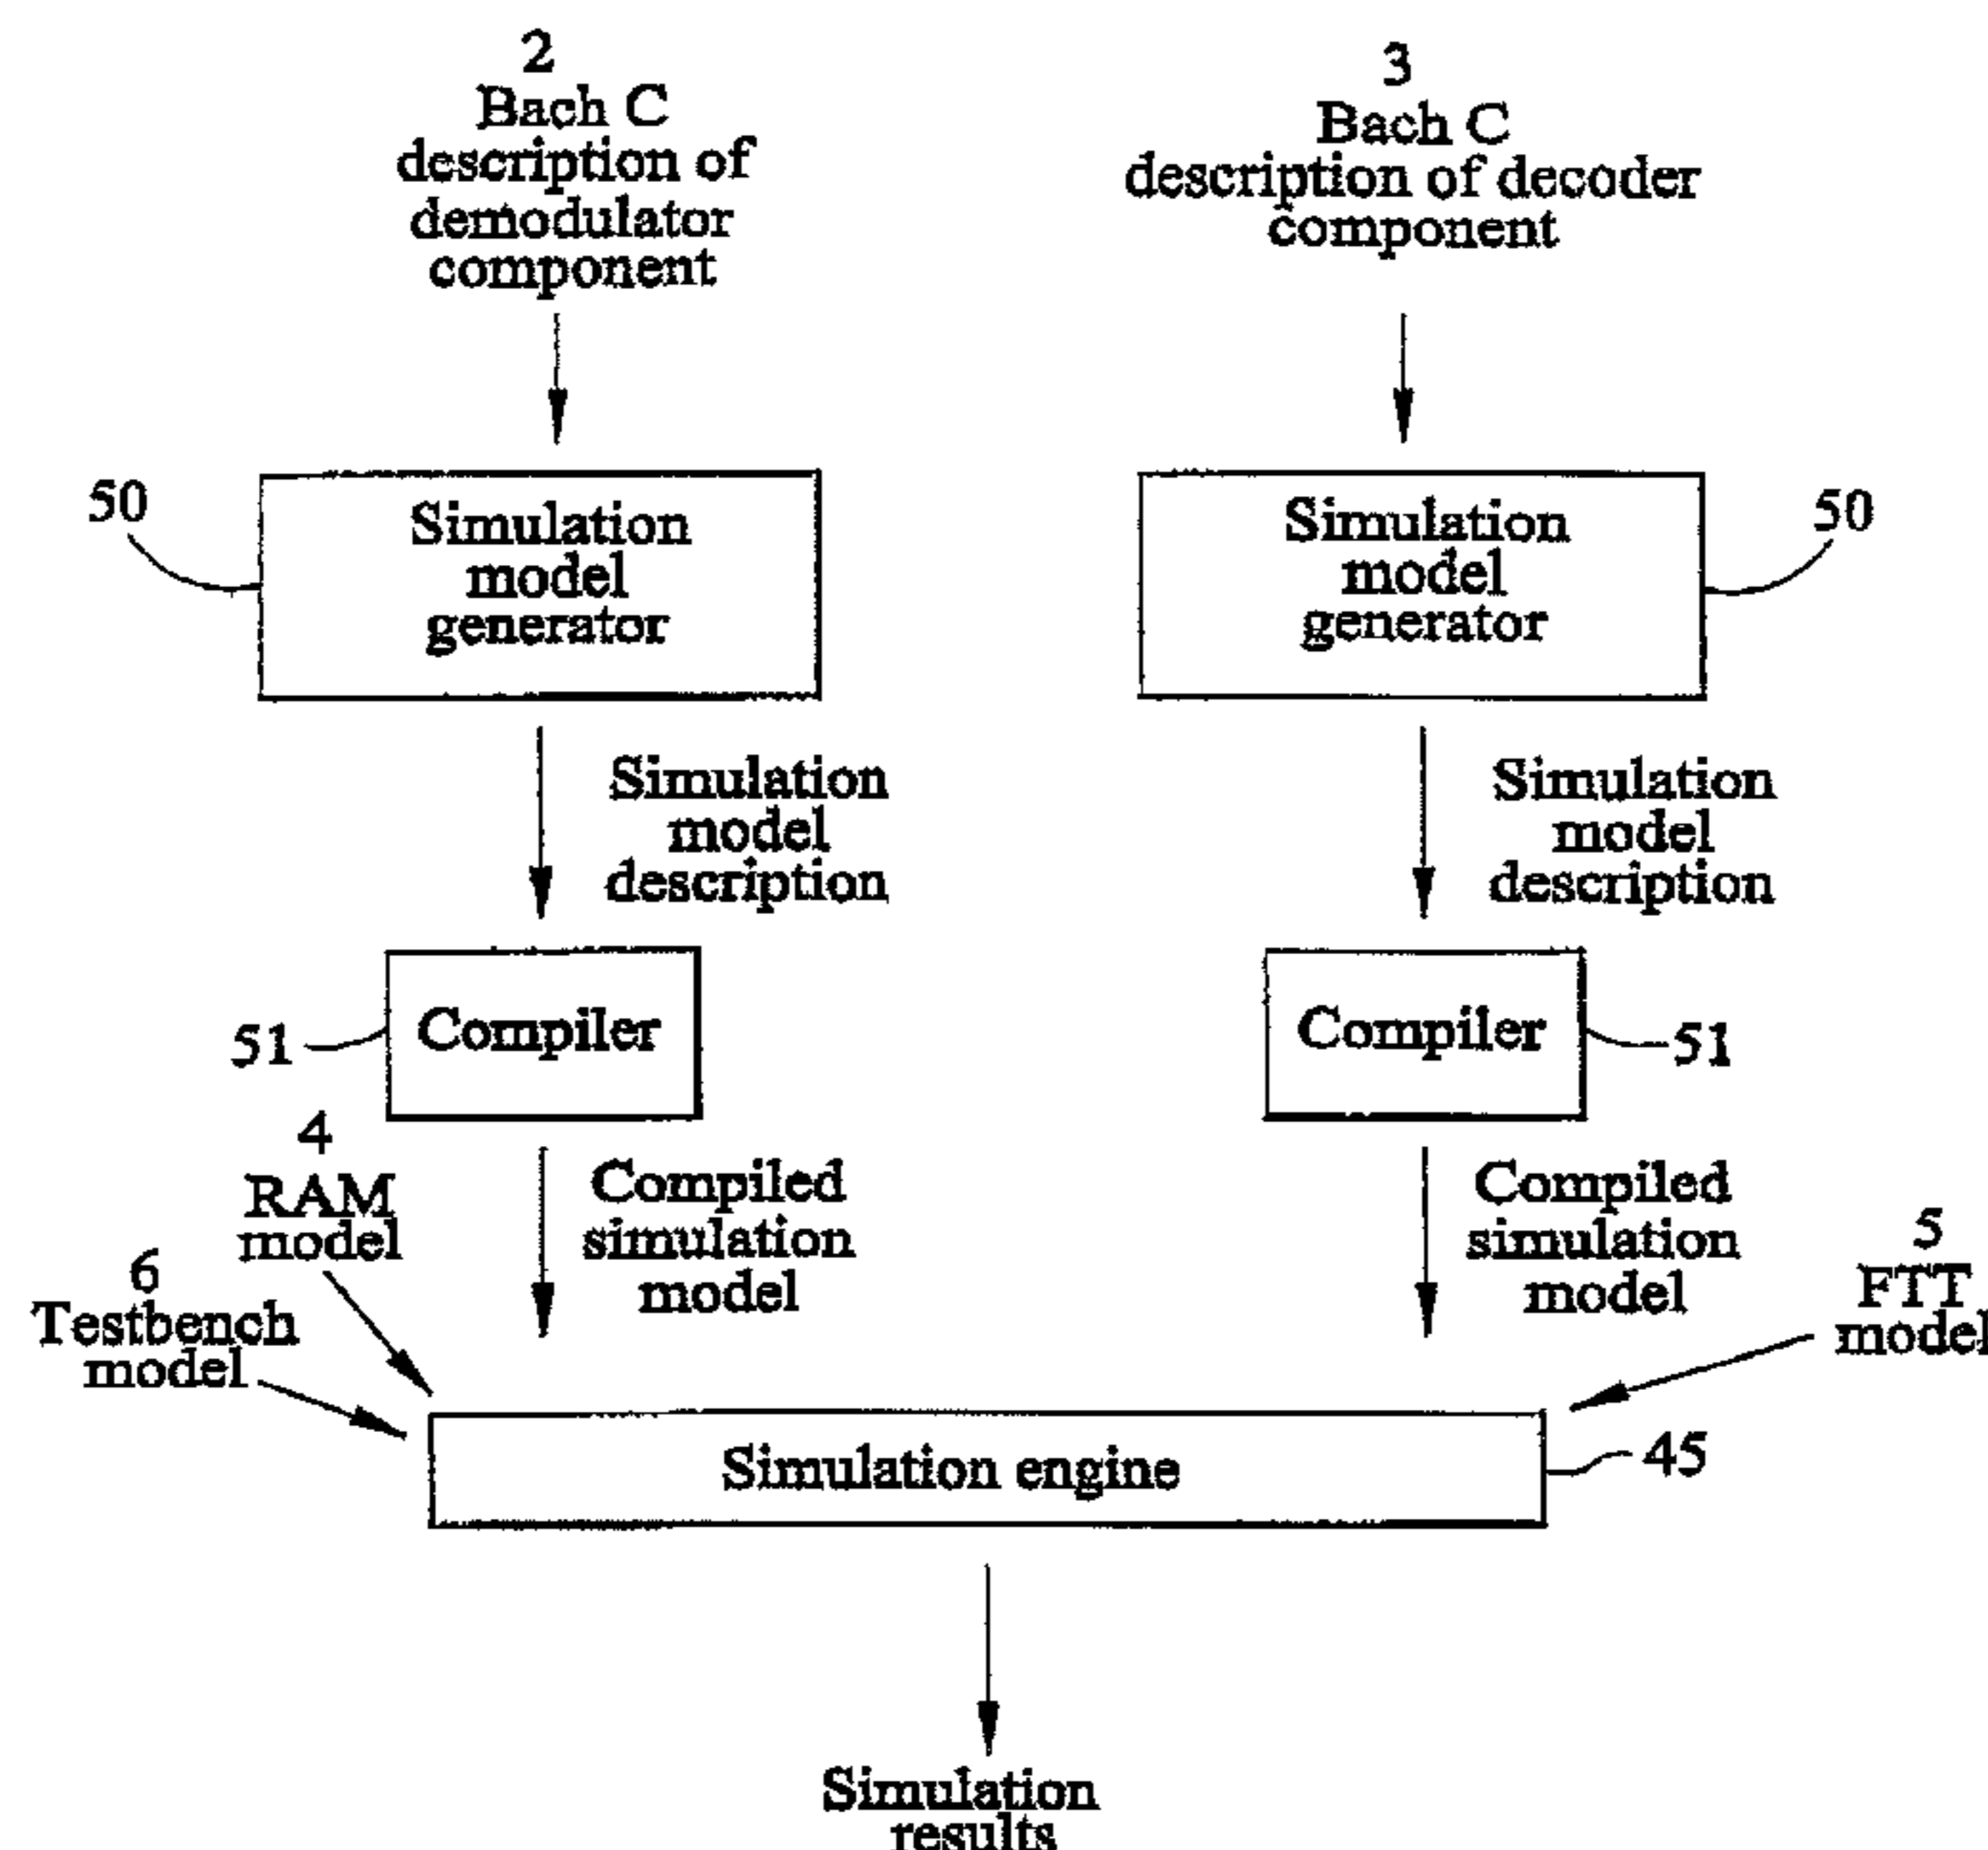 2
Bach C
description of
demodulator
component
3
Bach C
description of decoder
component
50
Simulation
model
generator
Simulation
model
generator
50
Simulation
model
description
Simulation
model
description
51
Compiler
Compiler
51
4
RAM
model
Compiled
simulation
model
Compiled
simulation
model
5
FTT
model
6
Testbench
model
Simulation engine
45
Simulation
results